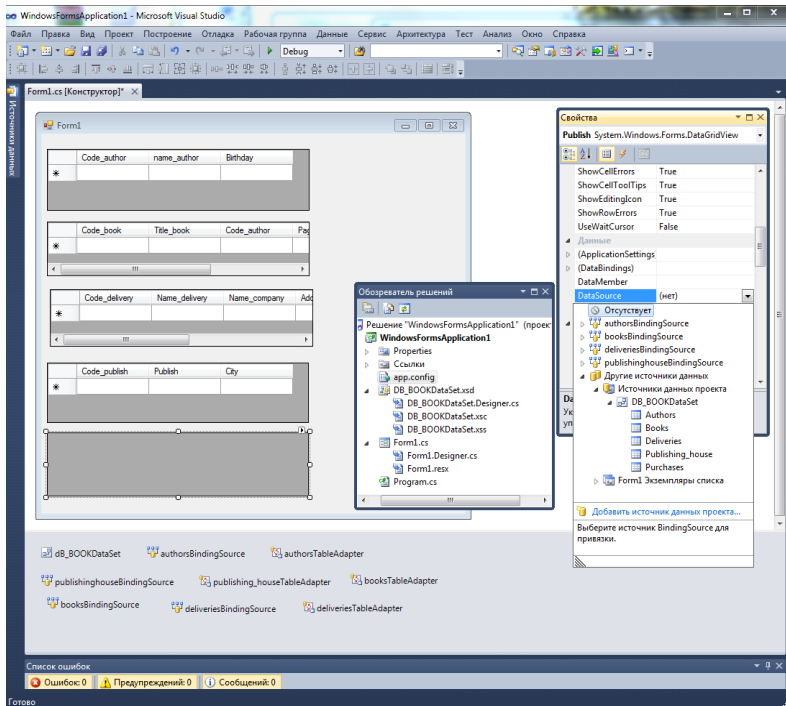 WindowsFormsApplication1 - Microsoft Visual Studio
Файл Правка Вид Проект Построение Отладка Рабочая группа Данные Сервис Архитектура Тест Анализ Окно Справка
Debug
Form1.cs [Конструктор]*
Источники данных
Form1
Code_author name_author Birthday
Code_book Title_book Code_author Pag
Code_delivery Name_delivery Name_company Add
Code_publish Publish City
Обозреватель решений
Решение "WindowsFormsApplication1" (проек
WindowsFormsApplication1
Properties
Ссылки
app.config
DB_BOOKDataSet.xsd
DB_BOOKDataSet.Designer.cs
DB_BOOKDataSet.xsc
DB_BOOKDataSet.xss
Form1.cs
Form1.Designer.cs
Form1.resx
Program.cs
Свойства
Publish System.Windows.Forms.DataGridView
ShowCellErrors True
ShowCellToolTips True
ShowEditingIcon True
ShowRowErrors True
UseWaitCursor False
Данные
(ApplicationSettings
(DataBindings)
DataMember
DataSource (нет)
Da
Ук
уп
Отсутствует
authorsBindingSource
booksBindingSource
deliveriesBindingSource
publishinghouseBindingSource
Другие источники данных
Источники данных проекта
DB_BOOKDataSet
Authors
Books
Deliveries
Publishing_house
Purchases
Form1 Экземпляры списка
Добавить источник данных проекта...
Выберите источник BindingSource для
привязки.
dB_BOOKDataSet authorsBindingSource authorsTableAdapter
publishinghouseBindingSource publishing_houseTableAdapter booksTableAdapter
booksBindingSource deliveriesBindingSource deliveriesTableAdapter
Список ошибок
Ошибок: 0 Предупреждений: 0 Сообщений: 0
Готово